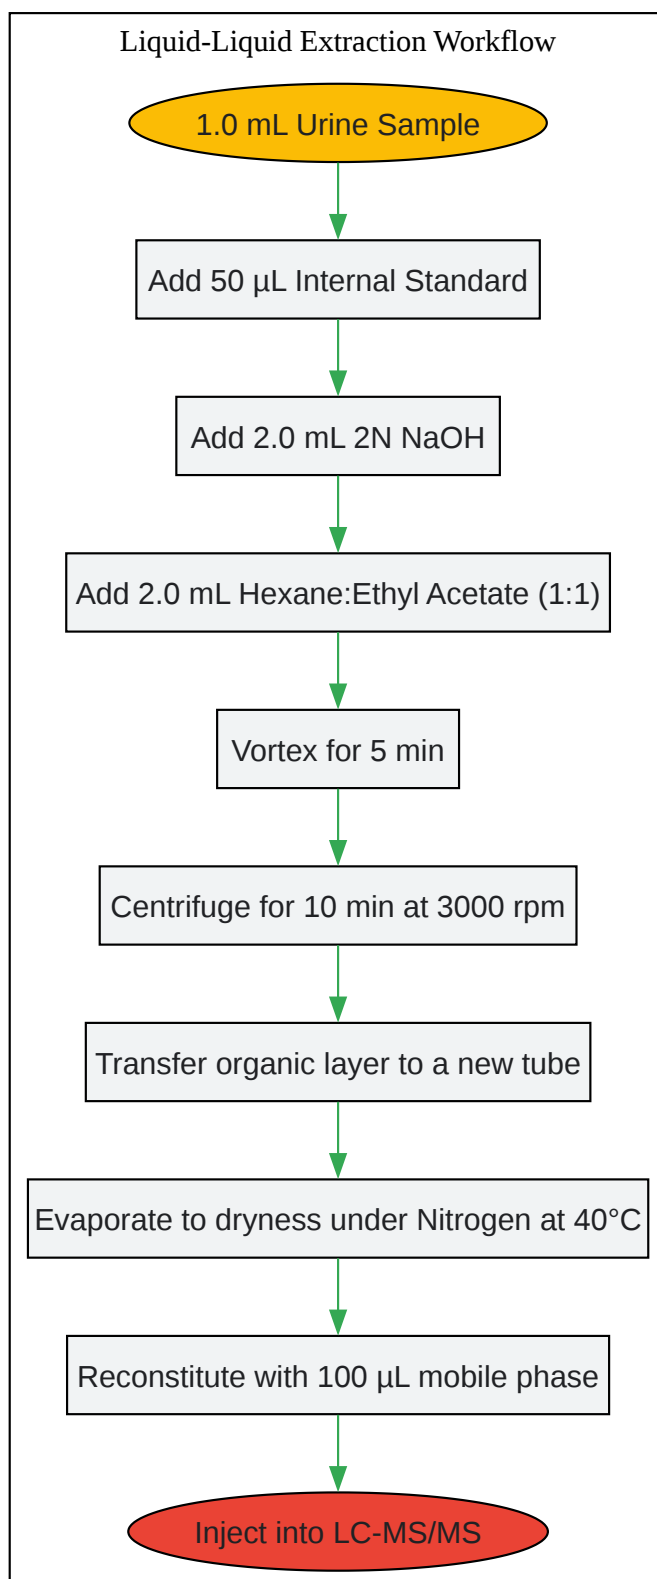 Liquid-Liquid Extraction Workflow
1.0 mL Urine Sample
Add 50 µL Internal Standard
Add 2.0 mL 2N NaOH
Add 2.0 mL Hexane:Ethyl Acetate (1:1)
Vortex for 5 min
Centrifuge for 10 min at 3000 rpm
Transfer organic layer to a new tube
Evaporate to dryness under Nitrogen at 40°C
Reconstitute with 100 µL mobile phase
Inject into LC-MS/MS